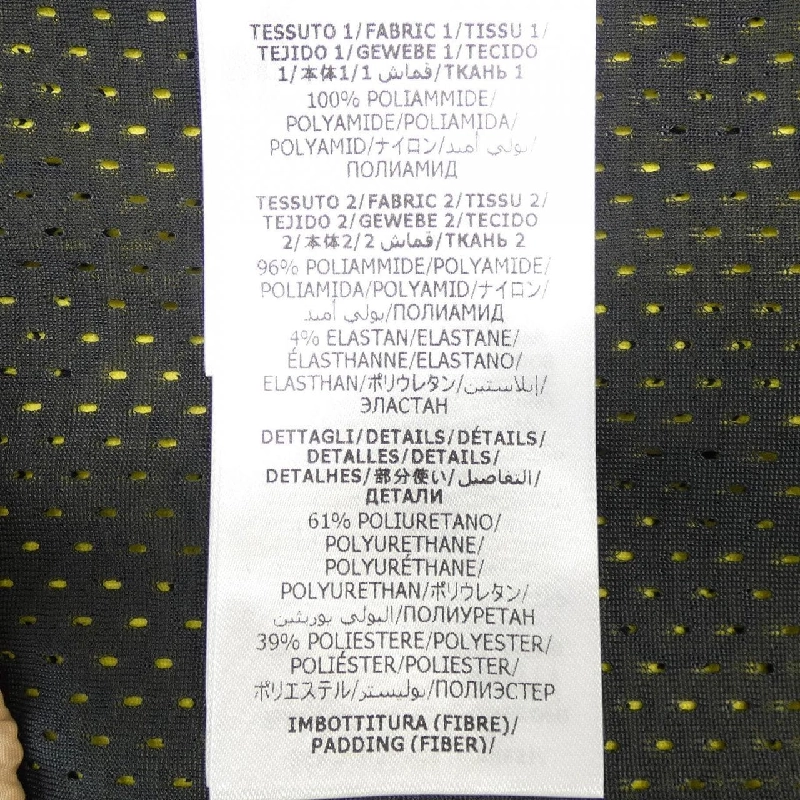 TESSUTO 1/FABRIC 1/TISSU 1/
TEJIDO 1/GEWEBE 1/TECIDO
1/本体1/1 قماش/ТКАНЬ 1
100% POLIAMMIDE/
POLYAMIDE/POLIAMIDA/
POLYAMID/ナイロン/بولي أميد/
ПОЛИАМИД
TESSUTO 2/FABRIC 2/TISSU 2/
TEJIDO 2/GEWEBE 2/TECIDO
2/本体2/2 قماش/ТКАНЬ 2
96% POLIAMMIDE/POLYAMIDE/
POLIAMIDA/POLYAMID/ナイロン/
بولي أميد/ПОЛИАМИД
4% ELASTAN/ELASTANE/
ÉLASTHANNE/ELASTANO/
ELASTHAN/ポリウレタン/إيلاستين/
ЭЛАСТАН
DETTAGLI/DETAILS/DÉTAILS/
DETALLES/DETAILS/
DETALHES/部分使い/التفاصيل/
ДЕТАЛИ
61% POLIURETANO/
POLYURETHANE/
POLYURÉTHANE/
POLYURETHAN/ポリウレタン/
البولي يوريثين/ПОЛИУРЕТАН
39% POLIESTERE/POLYESTER/
POLIÉSTER/POLIESTER/
ポリエステル/بوليستر/ПОЛИЭСТЕР
IMBOTTITURA (FIBRE)/
PADDING (FIBER)/